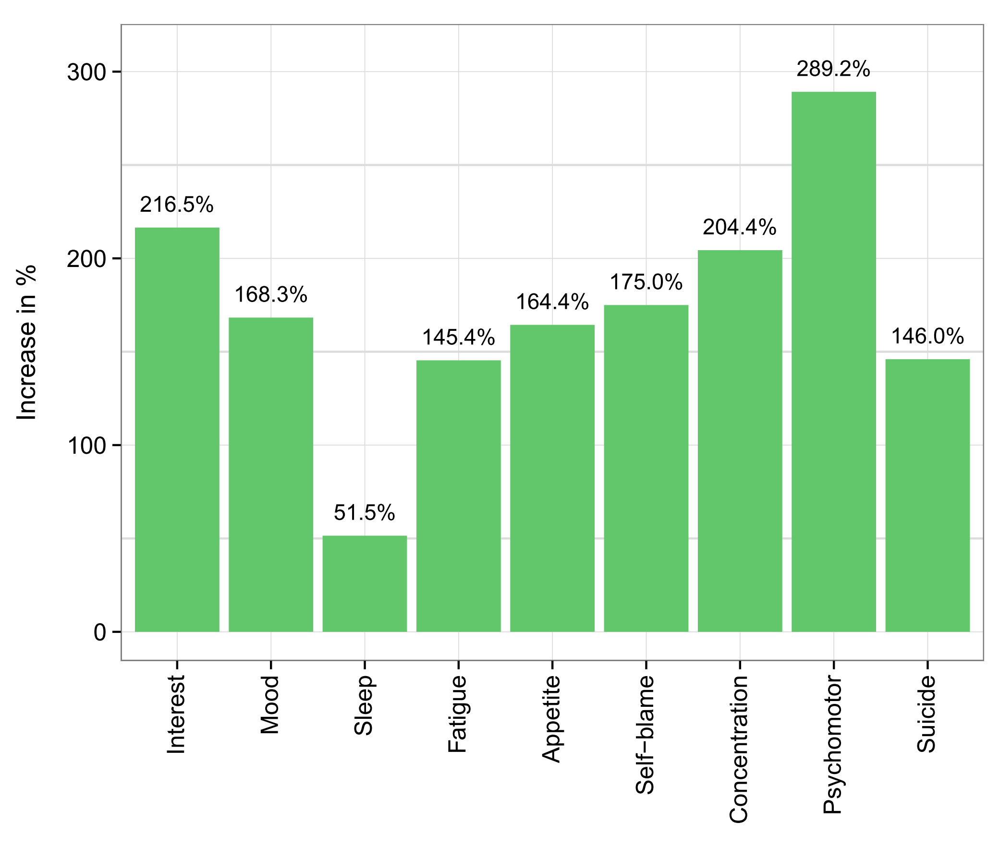 Increase in %
300
200
100
0
216.5%
168.3%
51.5%
145.4%
164.4%
175.0%
204.4%
289.2%
146.0%
Interest
Mood
Sleep
Fatigue
Appetite
Self−blame
Concentration
Psychomotor
Suicide